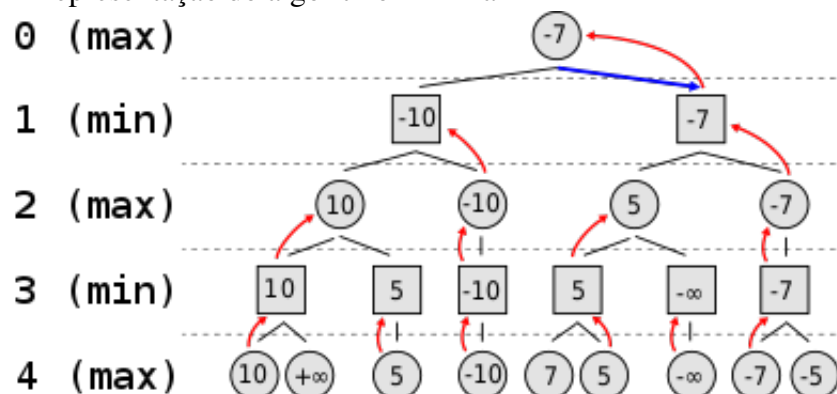 0 (max) -7
1 (min) -10 -7
2 (max) 10 -10 5 -7
3 (min) 10 5 -10 5 -∞ -7
4 (max) 10 +∞ 5 -10 7 5 -∞ -7 -5